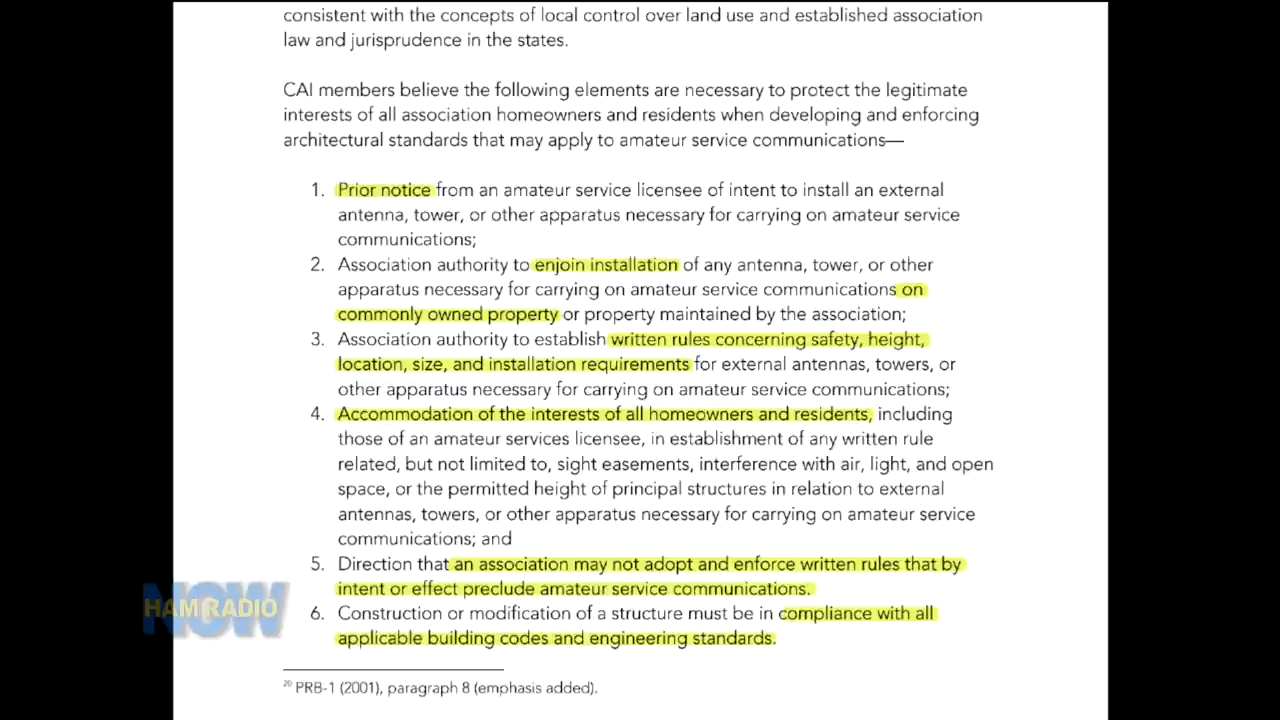 consistent with the concepts of local control over land use and established association
law and jurisprudence in the states.
CAI members believe the following elements are necessary to protect the legitimate
interests of all association homeowners and residents when developing and enforcing
architectural standards that may apply to amateur service communications—
1. Prior notice from an amateur service licensee of intent to install an external
antenna, tower, or other apparatus necessary for carrying on amateur service
communications;
2. Association authority to enjoin installation of any antenna, tower, or other
apparatus necessary for carrying on amateur service communications on
commonly owned property or property maintained by the association;
3. Association authority to establish written rules concerning safety, height,
location, size, and installation requirements for external antennas, towers, or
other apparatus necessary for carrying on amateur service communications;
4. Accommodation of the interests of all homeowners and residents, including
those of an amateur services licensee, in establishment of any written rule
related, but not limited to, sight easements, interference with air, light, and open
space, or the permitted height of principal structures in relation to external
antennas, towers, or other apparatus necessary for carrying on amateur service
communications; and
5. Direction that an association may not adopt and enforce written rules that by
intent or effect preclude amateur service communications.
6. Construction or modification of a structure must be in compliance with all
applicable building codes and engineering standards.
20 PRB-1 (2001), paragraph 8 (emphasis added).
HAM RADIO
NOW